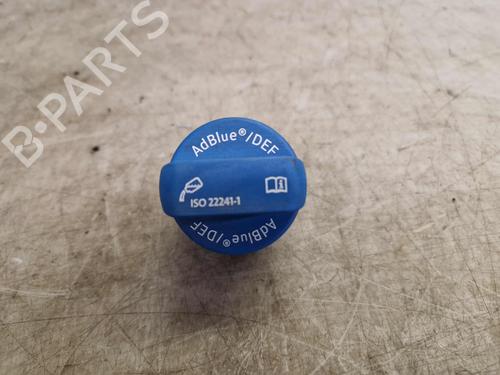 B-PARTS
AdBlue®/DEF
ISO 22241-1
AdBlue®/DEF